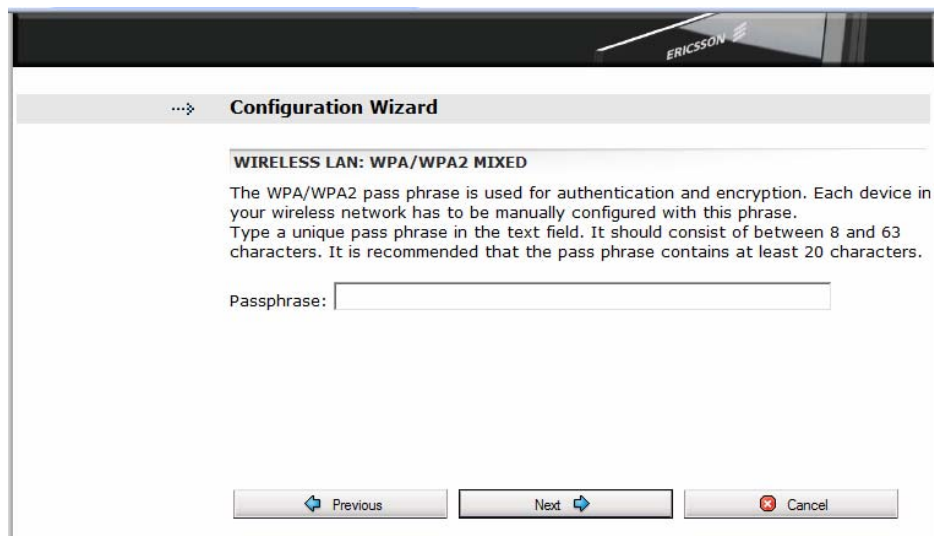 ERICSSON
Configuration Wizard
WIRELESS LAN: WPA/WPA2 MIXED
The WPA/WPA2 pass phrase is used for authentication and encryption. Each device in
your wireless network has to be manually configured with this phrase.
Type a unique pass phrase in the text field. It should consist of between 8 and 63
characters. It is recommended that the pass phrase contains at least 20 characters.
Passphrase:
Previous Next Cancel